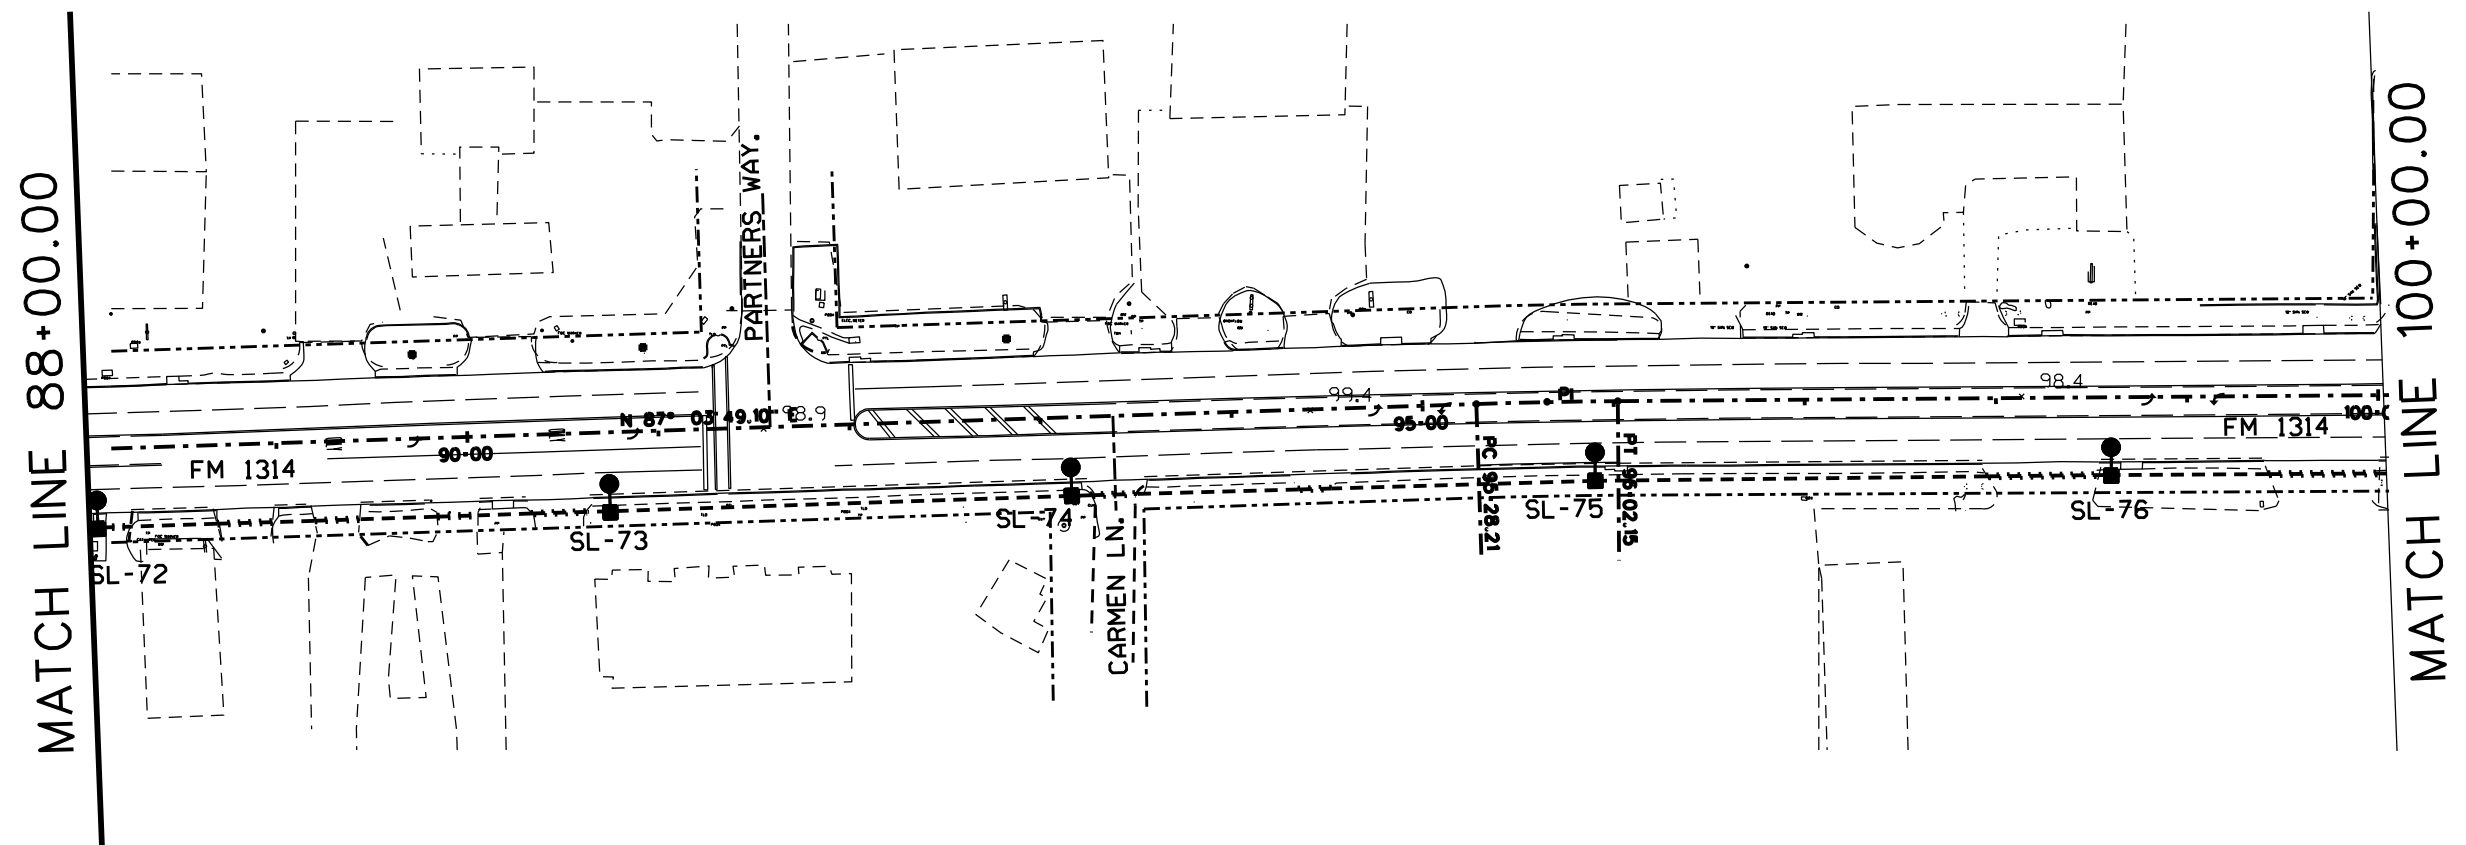 MATCH LINE 88+00.00
PARTNERS WAY.
N 87° 03' 49.10" E
98.9
99.4
PI
98.4
100+00
95+00
90+00
FM 1314
FM 1314
PC 95+28.21
PT 96+02.15
SL-72
SL-73
SL-74
SL-75
SL-76
CARMEN LN.
MATCH LINE 100+00.00